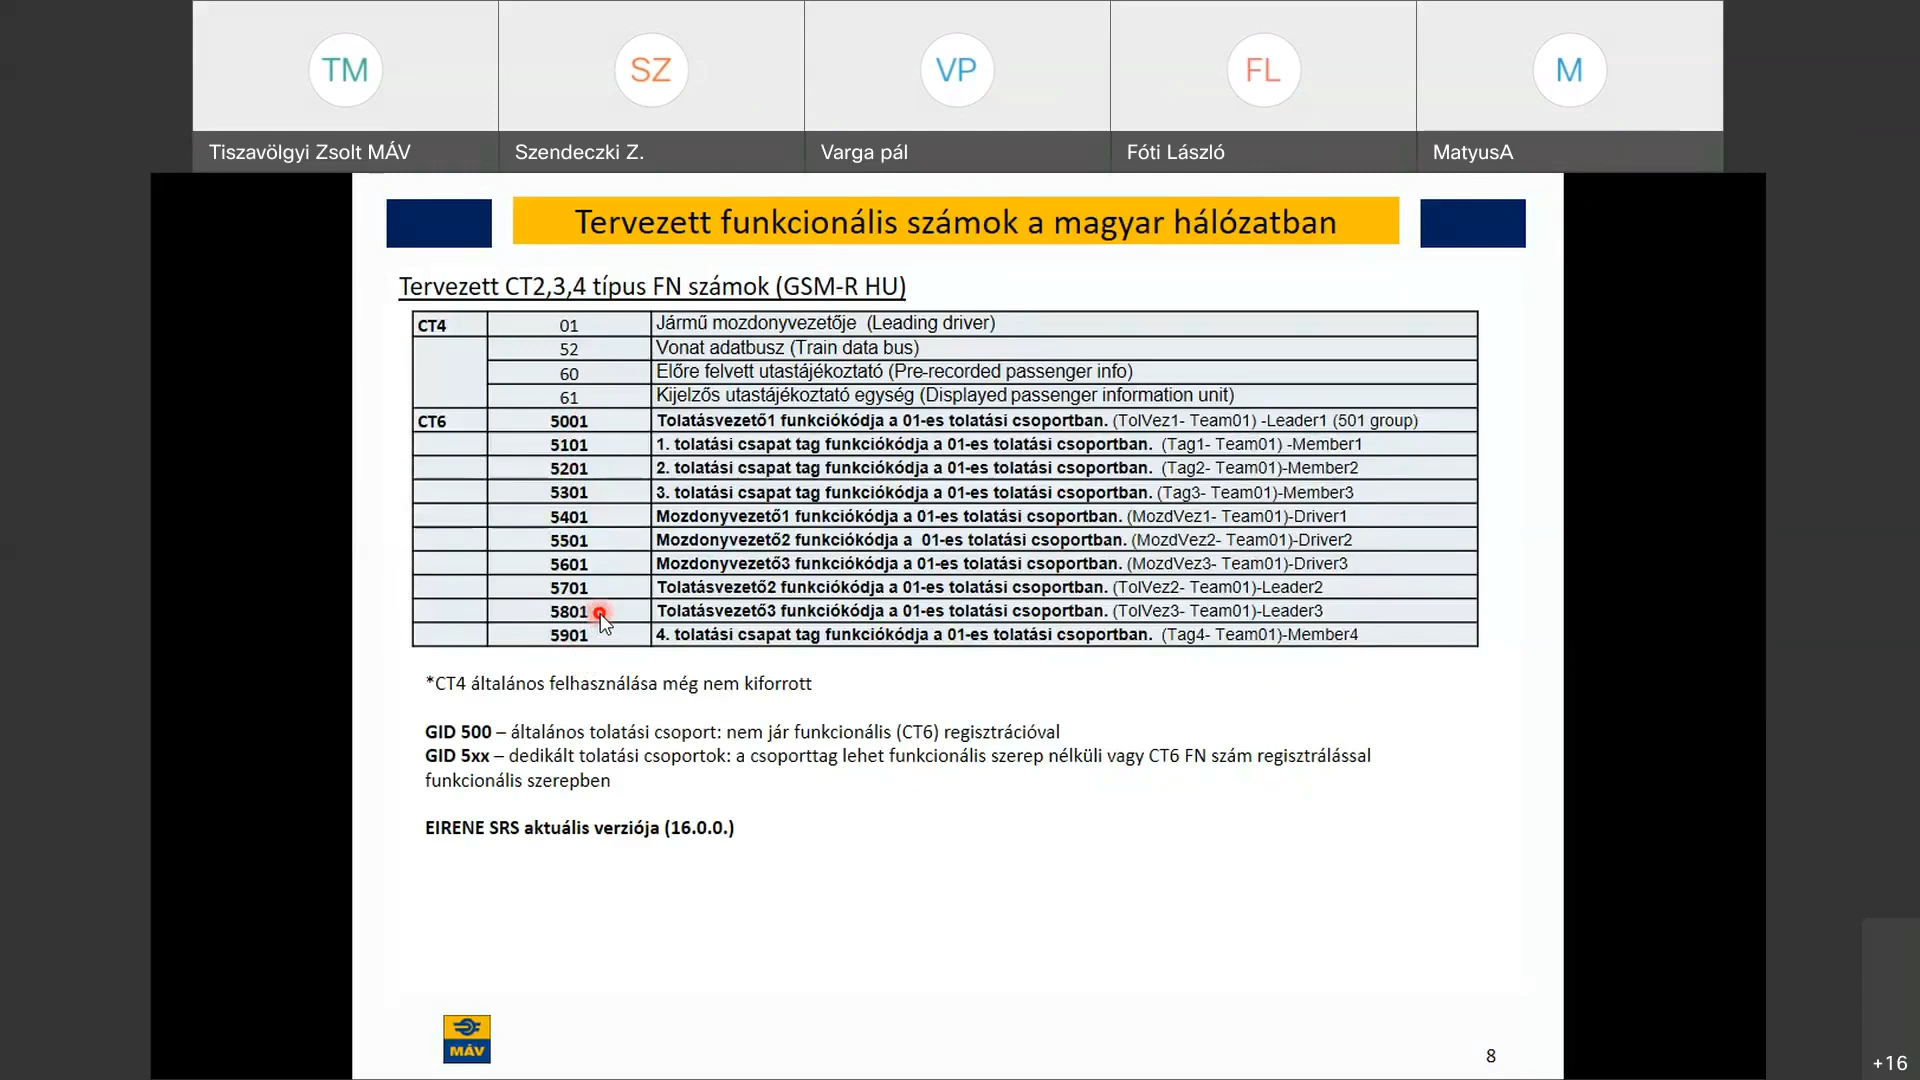 TM
SZ
VP
FL
M
Tiszavölgyi Zsolt MÁV
Szendeczki Z.
Varga pál
Fóti László
MatyusA
Tervezett funkcionális számok a magyar hálózatban
Tervezett CT2,3,4 típus FN számok (GSM-R HU)
CT4 01 Jármű mozdonyvezetője (Leading driver)
52 Vonat adatbusz (Train data bus)
60 Előre felvett utastájékoztató (Pre-recorded passenger info)
61 Kijelzős utastájékoztató egység (Displayed passenger information unit)
CT6 5001 Tolatásvezető1 funkciókódja a 01-es tolatási csoportban. (TolVez1- Team01) -Leader1 (501 group)
5101 1. tolatási csapat tag funkciókódja a 01-es tolatási csoportban. (Tag1- Team01) -Member1
5201 2. tolatási csapat tag funkciókódja a 01-es tolatási csoportban. (Tag2- Team01)-Member2
5301 3. tolatási csapat tag funkciókódja a 01-es tolatási csoportban. (Tag3- Team01)-Member3
5401 Mozdonyvezető1 funkciókódja a 01-es tolatási csoportban. (MozdVez1- Team01)-Driver1
5501 Mozdonyvezető2 funkciókódja a 01-es tolatási csoportban. (MozdVez2- Team01)-Driver2
5601 Mozdonyvezető3 funkciókódja a 01-es tolatási csoportban. (MozdVez3- Team01)-Driver3
5701 Tolatásvezető2 funkciókódja a 01-es tolatási csoportban. (TolVez2- Team01)-Leader2
5801 Tolatásvezető3 funkciókódja a 01-es tolatási csoportban. (TolVez3- Team01)-Leader3
5901 4. tolatási csapat tag funkciókódja a 01-es tolatási csoportban. (Tag4- Team01)-Member4
*CT4 általános felhasználása még nem kiforrott
GID 500 – általános tolatási csoport: nem jár funkcionális (CT6) regisztrációval
GID 5xx – dedikált tolatási csoportok: a csoporttag lehet funkcionális szerep nélküli vagy CT6 FN szám regisztrálással
funkcionális szerepben
EIRENE SRS aktuális verziója (16.0.0.)
MÁV
8
+16